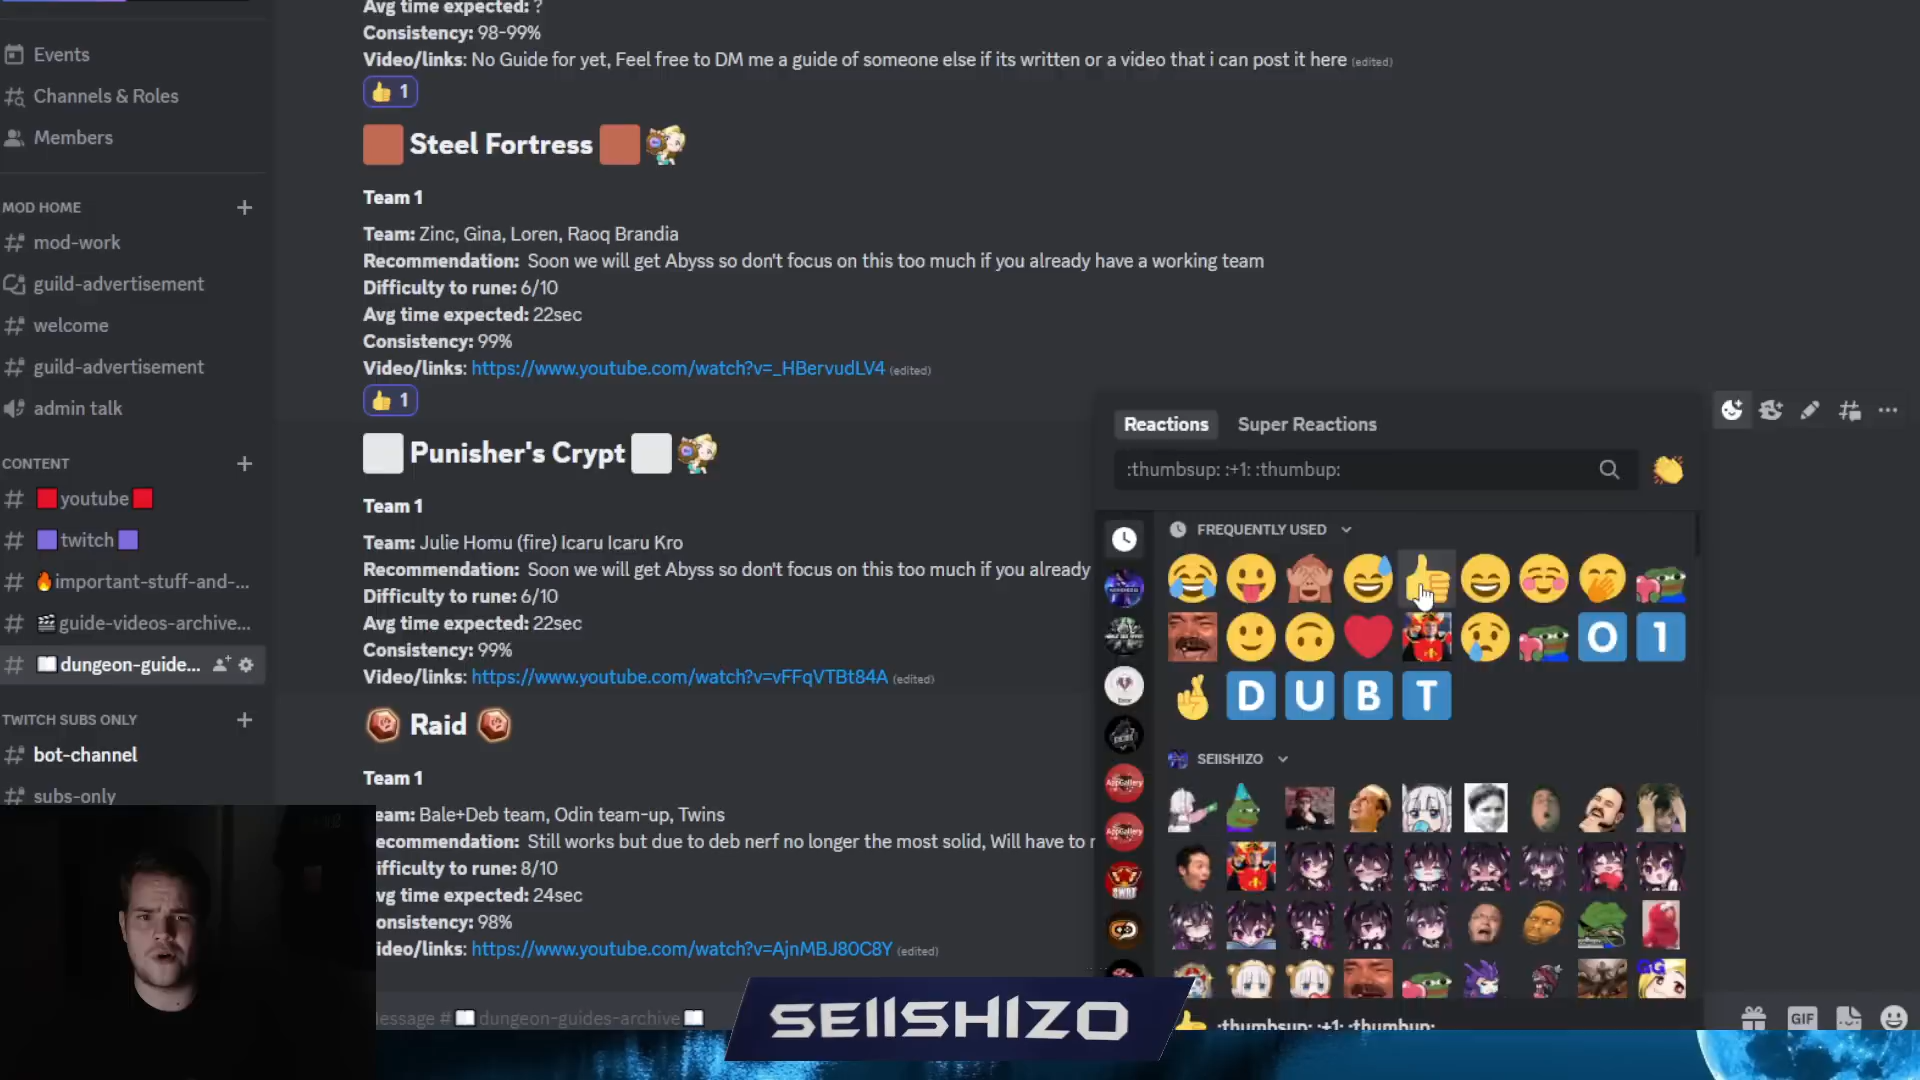 Avg time expected: ?
Consistency: 98-99%
Video/links: No Guide for yet, Feel free to DM me a guide of someone else if its written or a video that i can post it here (edited)
👍 1
Steel Fortress
Team 1
Team: Zinc, Gina, Loren, Raoq Brandia
Recommendation: Soon we will get Abyss so don't focus on this too much if you already have a working team
Difficulty to rune: 6/10
Avg time expected: 22sec
Consistency: 99%
Video/links: https://www.youtube.com/watch?v=_HBervudLV4 (edited)
👍 1
Punisher's Crypt
Team 1
Team: Julie Homu (fire) Icaru Icaru Kro
Recommendation: Soon we will get Abyss so don't focus on this too much if you already
Difficulty to rune: 6/10
Avg time expected: 22sec
Consistency: 99%
Video/links: https://www.youtube.com/watch?v=vFFqVTBt84A (edited)
Raid
Team 1
eam: Bale+Deb team, Odin team-up, Twins
ecommendation: Still works but due to deb nerf no longer the most solid, Will have to r
ifficulty to rune: 8/10
vg time expected: 24sec
onsistency: 98%
ideo/links: https://www.youtube.com/watch?v=AjnMBJ80C8Y (edited)
essage # dungeon-guides-archive
Events
Channels & Roles
Members
MOD HOME
mod-work
guild-advertisement
welcome
guild-advertisement
admin talk
CONTENT
youtube
twitch
important-stuff-and-...
guide-videos-archive...
dungeon-guide...
TWITCH SUBS ONLY
bot-channel
subs-only
Reactions Super Reactions
:thumbsup: :+1: :thumbup:
FREQUENTLY USED
O 1
D U B T
SEIISHIZO
AppGallery
AppGallery
GG
:thumbsup: :+1: :thumbup:
GIF
SEIISHIZO